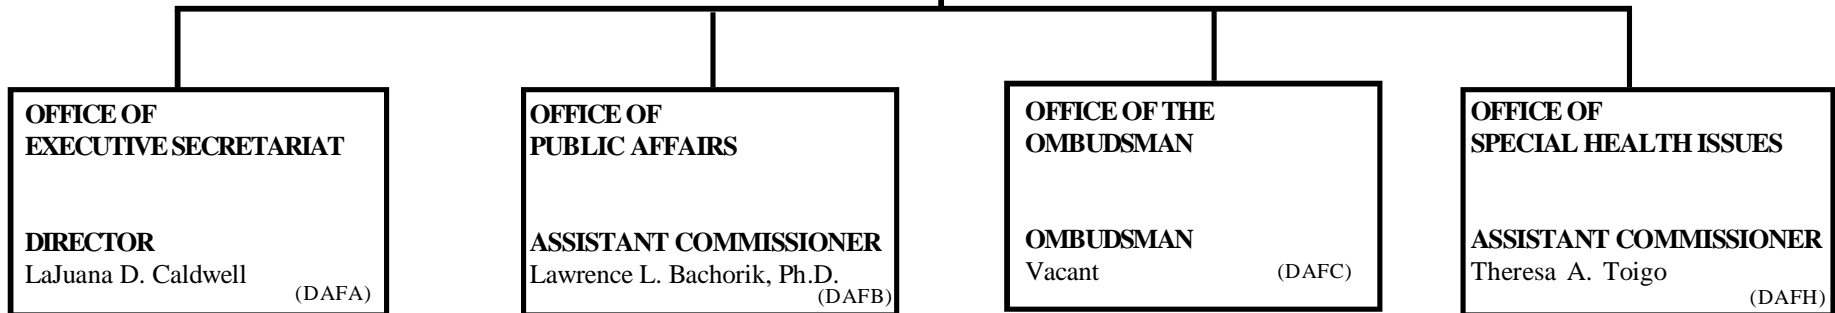 OFFICE OF
EXECUTIVE SECRETARIAT
DIRECTOR
LaJuana D. Caldwell
(DAFA)
OFFICE OF
PUBLIC AFFAIRS
ASSISTANT COMMISSIONER
Lawrence L. Bachorik, Ph.D.
(DAFB)
OFFICE OF THE
OMBUDSMAN
OMBUDSMAN
Vacant (DAFC)
OFFICE OF
SPECIAL HEALTH ISSUES
ASSISTANT COMMISSIONER
Theresa A. Toigo
(DAFH)